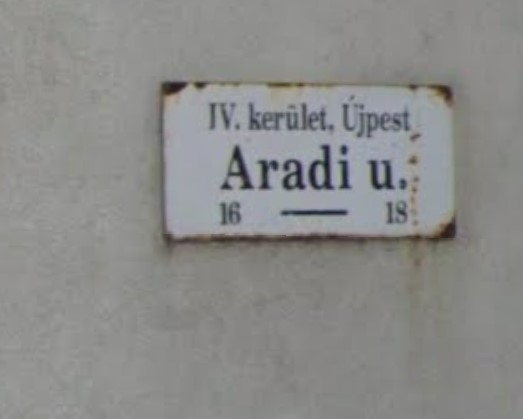 IV. kerület, Újpest
Aradi u.
16 — 18